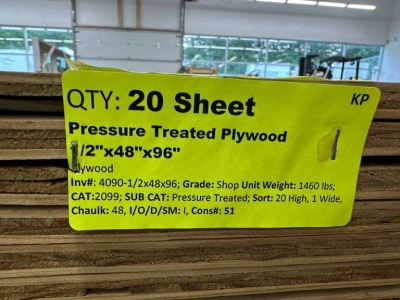 QTY: 20 Sheet KP
Pressure Treated Plywood
1/2"x48"x96"
Plywood
Inv#: 4090-1/2x48x96; Grade: Shop Unit Weight: 1460 lbs;
CAT:2099; SUB CAT: Pressure Treated; Sort: 20 High, 1 Wide,
Chaulk: 48, I/O/D/SM: I, Cons#: 51